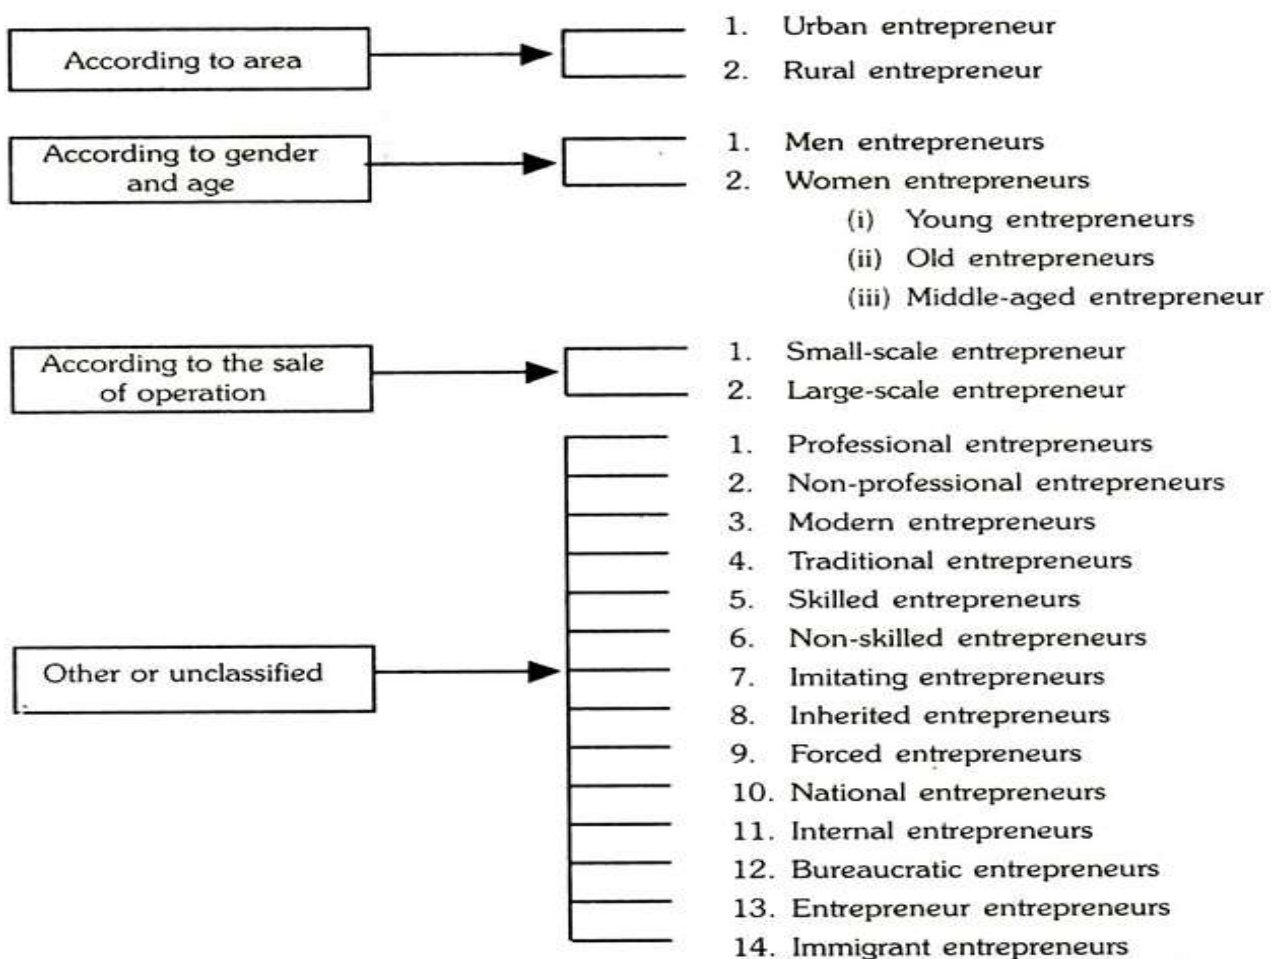 According to area
1. Urban entrepreneur
2. Rural entrepreneur
According to gender
and age
1. Men entrepreneurs
2. Women entrepreneurs
(i) Young entrepreneurs
(ii) Old entrepreneurs
(iii) Middle-aged entrepreneur
According to the sale
of operation
1. Small-scale entrepreneur
2. Large-scale entrepreneur
Other or unclassified
1. Professional entrepreneurs
2. Non-professional entrepreneurs
3. Modern entrepreneurs
4. Traditional entrepreneurs
5. Skilled entrepreneurs
6. Non-skilled entrepreneurs
7. Imitating entrepreneurs
8. Inherited entrepreneurs
9. Forced entrepreneurs
10. National entrepreneurs
11. Internal entrepreneurs
12. Bureaucratic entrepreneurs
13. Entrepreneur entrepreneurs
14. Immigrant entrepreneurs